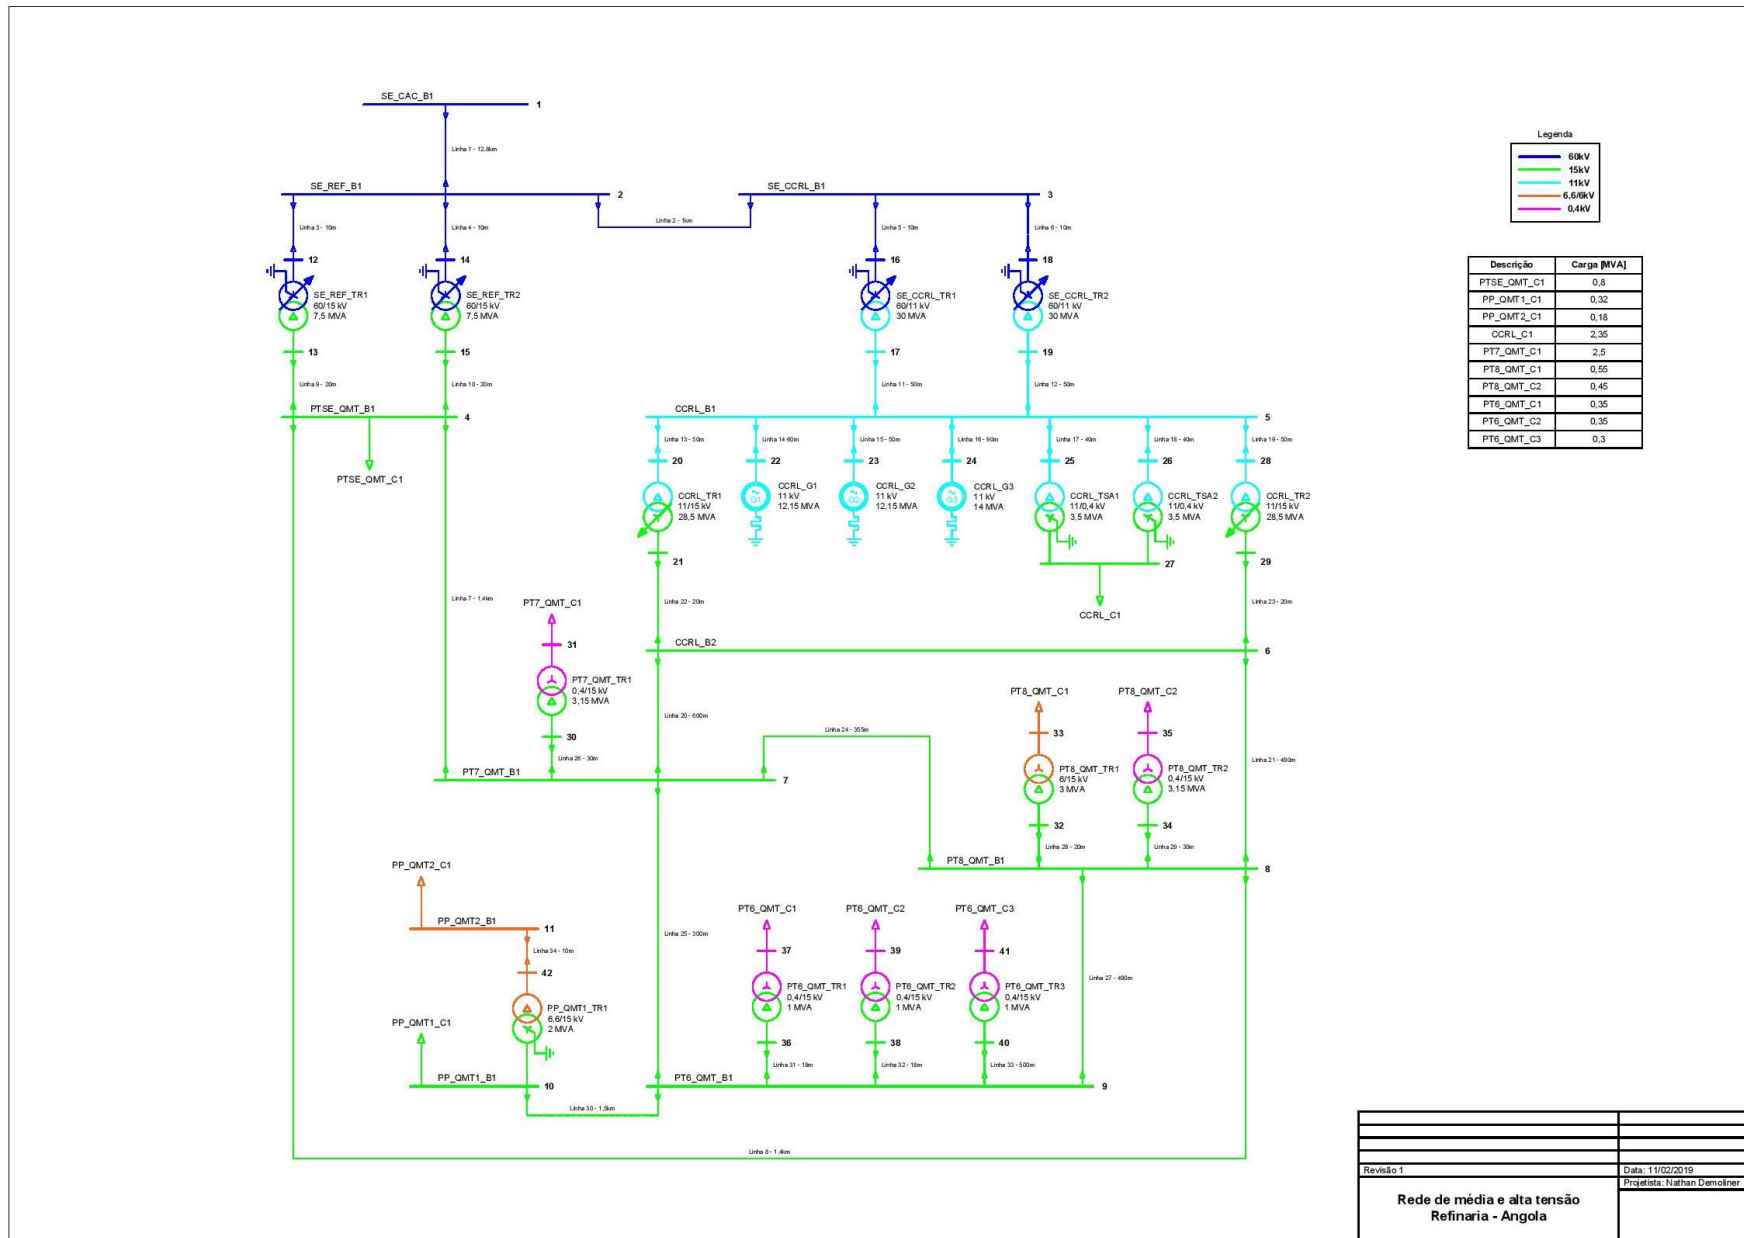 SE_CAC_B1
1
Linha 1 - 12,8km
SE_REF_B1
2
SE_CCRL_B1
3
Linha 2 - 1km
Linha 3 - 10m
Linha 4 - 10m
Linha 5 - 10m
Linha 6 - 10m
12
14
16
18
SE_REF_TR1
60/15 kV
7,5 MVA
SE_REF_TR2
60/15 kV
7,5 MVA
SE_CCRL_TR1
60/11 kV
30 MVA
SE_CCRL_TR2
60/11 kV
30 MVA
13
15
17
19
Linha 9 - 20m
Linha 10 - 20m
Linha 11 - 50m
Linha 12 - 50m
PTSE_QMT_B1
4
CCRL_B1
5
PTSE_QMT_C1
Linha 13 - 50m
Linha 14 60m
Linha 15 - 50m
Linha 16 - 90m
Linha 17 - 40m
Linha 18 - 40m
Linha 19 - 50m
20
22
23
24
25
26
28
CCRL_TR1
11/15 kV
28,5 MVA
G1
CCRL_G1
11 kV
12,15 MVA
G2
CCRL_G2
11 kV
12,15 MVA
G3
CCRL_G3
11 kV
14 MVA
CCRL_TSA1
11/0,4 kV
3,5 MVA
CCRL_TSA2
11/0,4 kV
3,5 MVA
CCRL_TR2
11/15 kV
28,5 MVA
21
27
29
Linha 7 - 1,4km
Linha 22 - 20m
CCRL_C1
Linha 23 - 20m
PT7_QMT_C1
31
PT7_QMT_TR1
0,4/15 kV
3,15 MVA
30
Linha 26 - 30m
CCRL_B2
6
Linha 20 - 600m
Linha 24 - 355m
PT7_QMT_B1
7
PT8_QMT_C1
PT8_QMT_C2
33
35
PT8_QMT_TR1
6/15 kV
3 MVA
PT8_QMT_TR2
0,4/15 kV
3,15 MVA
Linha 21 - 490m
32
34
Linha 28 - 20m
Linha 29 - 30m
PT8_QMT_B1
8
PP_QMT2_C1
PP_QMT2_B1
11
Linha 34 - 10m
42
PP_QMT1_TR1
6,6/15 kV
2 MVA
PP_QMT1_C1
PP_QMT1_B1
10
Linha 30 - 1,5km
Linha 25 - 300m
PT6_QMT_C1
PT6_QMT_C2
PT6_QMT_C3
37
39
41
PT6_QMT_TR1
0,4/15 kV
1 MVA
PT6_QMT_TR2
0,4/15 kV
1 MVA
PT6_QMT_TR3
0,4/15 kV
1 MVA
Linha 27 - 490m
36
38
40
Linha 31 - 18m
Linha 32 - 18m
Linha 33 - 500m
PT6_QMT_B1
9
Linha 8 - 1,4km
Legenda
60kV
15kV
11kV
6,6/6kV
0,4kV
Descrição Carga [MVA]
PTSE_QMT_C1 0,8
PP_QMT1_C1 0,32
PP_QMT2_C1 0,18
CCRL_C1 2,35
PT7_QMT_C1 2,5
PT8_QMT_C1 0,55
PT8_QMT_C2 0,45
PT6_QMT_C1 0,35
PT6_QMT_C2 0,35
PT6_QMT_C3 0,3
Revisão 1
Data: 11/02/2019
Projetista: Nathan Demoliner
Rede de média e alta tensão
Refinaria - Angola